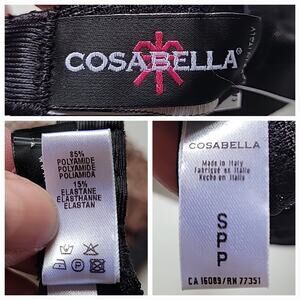 COSABELLA
85%
POLYAMIDE
POLYAMIDE
POLIAMIDA
15%
ELASTANE
ELASTHANNE
ELASTAN
COSABELLA
Made in Italy
Fabriqué en Italie
Hecho en Italy
S
P
P
CA 16089/RN 77351